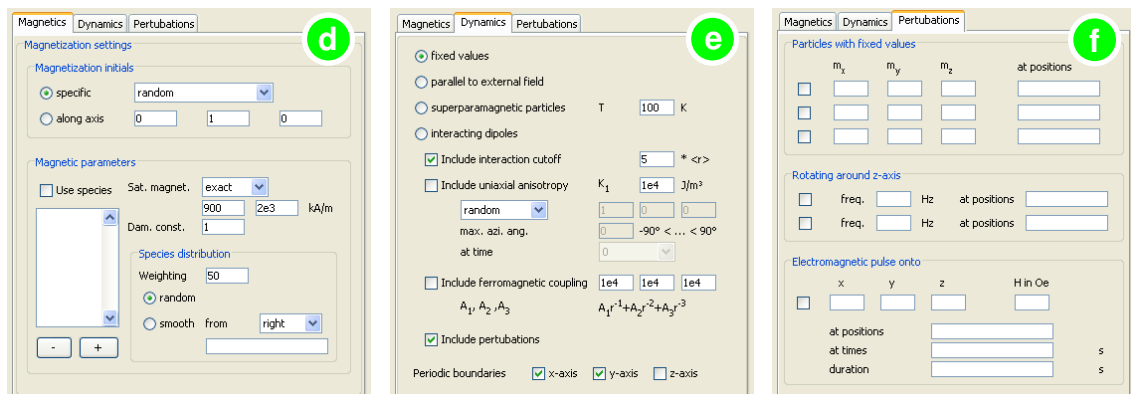 Magnetics Dynamics Pertubations
d
Magnetization settings
Magnetization initials
specific random
along axis 0 1 0
Magnetic parameters
Use species Sat. magnet. exact
900 2e3 kA/m
Dam. const. 1
Species distribution
Weighting 50
random
smooth from right
- +
Magnetics Dynamics Pertubations
e
fixed values
parallel to external field
superparamagnetic particles T 100 K
interacting dipoles
Include interaction cutoff 5 * <r>
Include uniaxial anisotropy K1 1e4 J/m³
random 1 0 0
max. azi. ang. 0 -90° < ... < 90°
at time 0
Include ferromagnetic coupling 1e4 1e4 1e4
A1, A2 ,A3 A1r-1+A2r-2+A3r-3
Include pertubations
Periodic boundaries x-axis y-axis z-axis
Magnetics Dynamics Pertubations
f
Particles with fixed values
mx my mz at positions
Rotating around z-axis
freq. Hz at positions
freq. Hz at positions
Electromagnetic pulse onto
x y z H in Oe
at positions
at times s
duration s